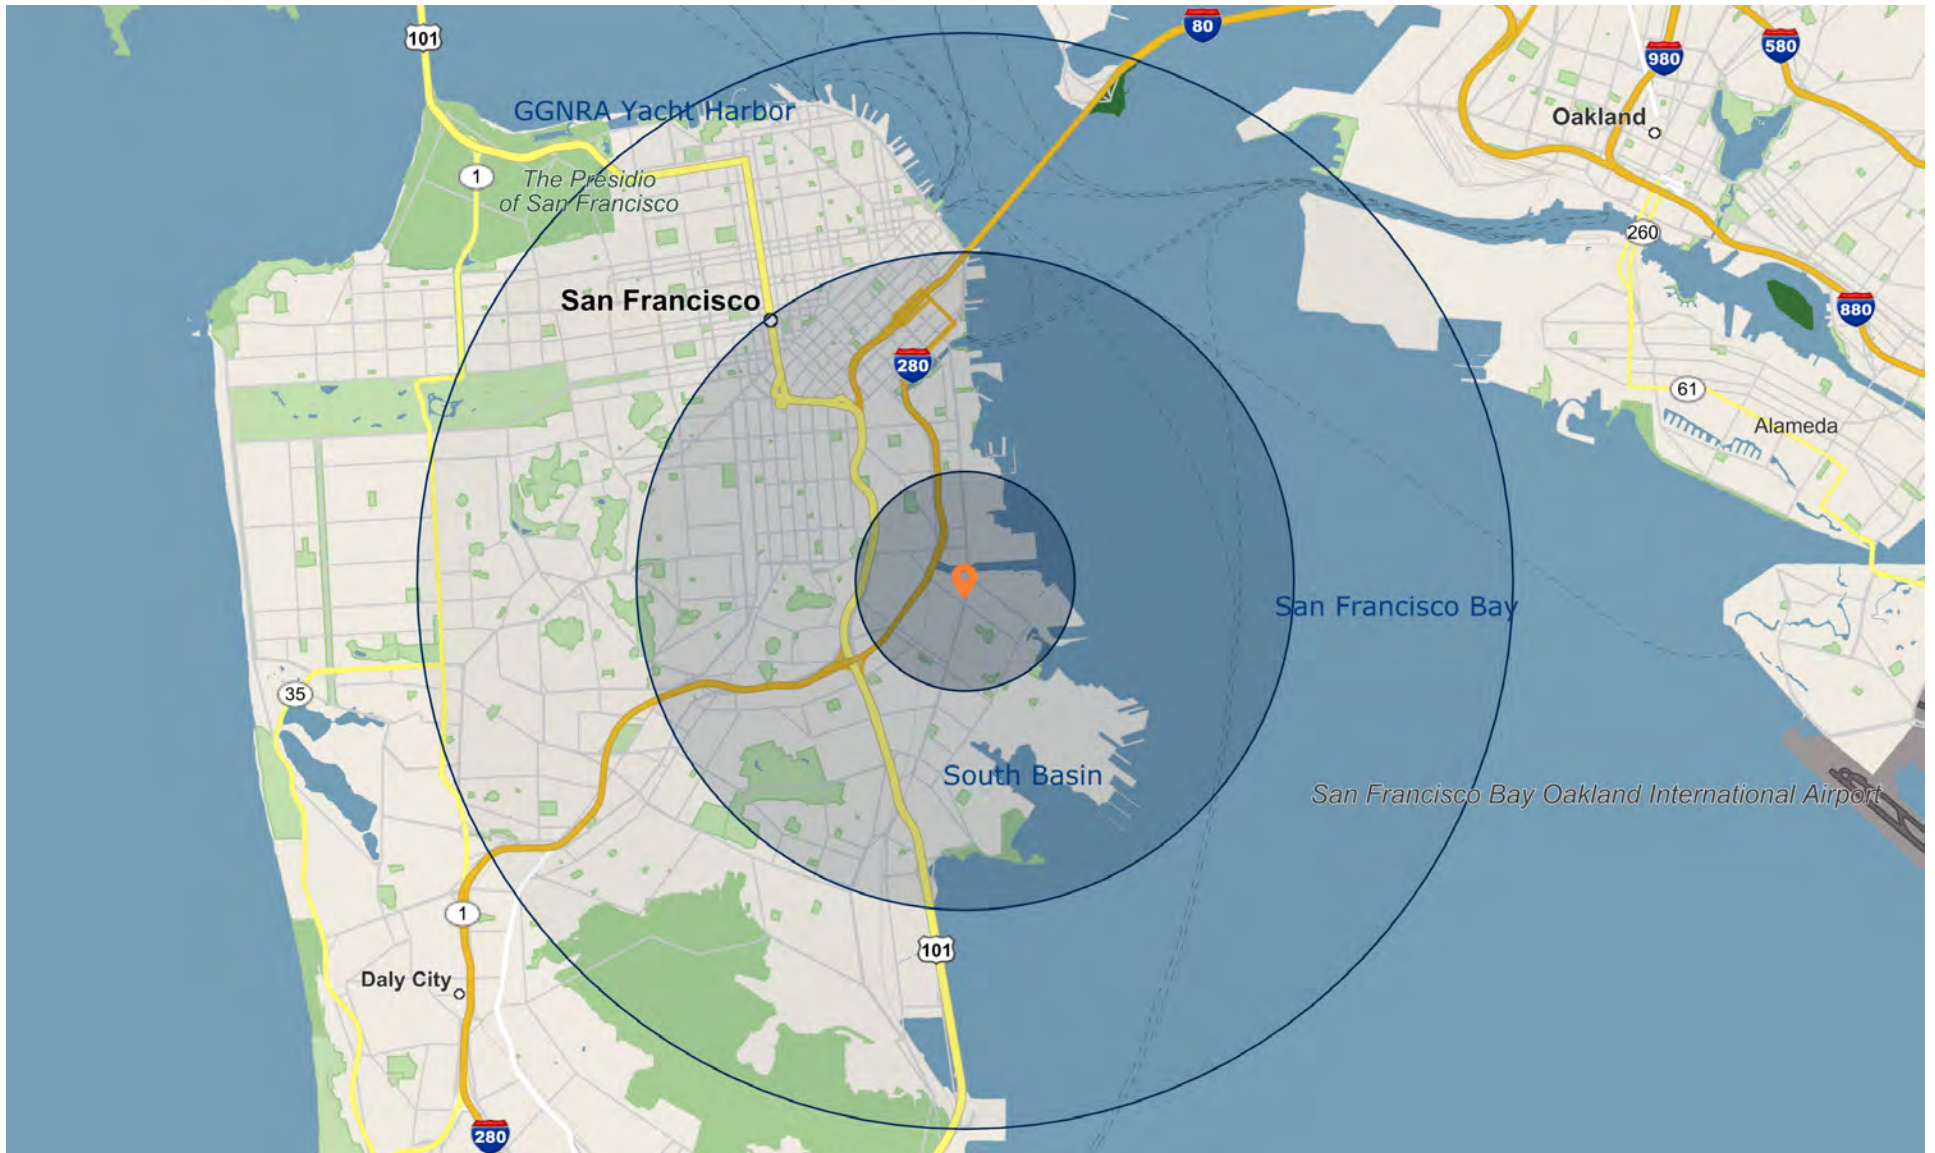 101
80
980
580
GGNRA Yacht Harbor
Oakland
1
The Presidio
of San Francisco
260
San Francisco
880
280
61
Alameda
San Francisco Bay
35
South Basin
San Francisco Bay Oakland International Airport
1
101
Daly City
280